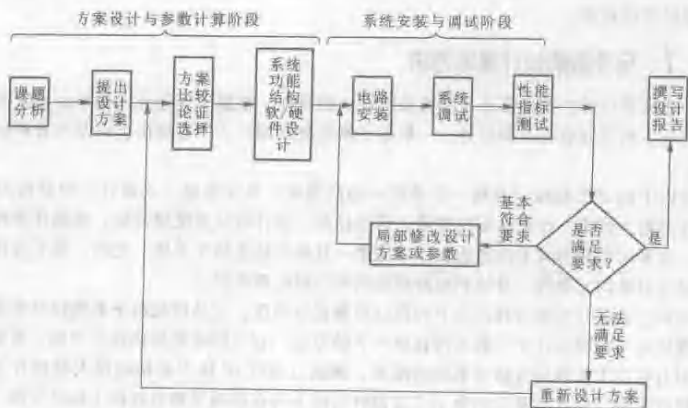 方案设计与参数计算阶段
系统安装与调试阶段
课题
分析
提出
设计
方案
方案
比较
论证
选择
系统
功能
结构
软/硬
件设
计
电路
安装
系统
调试
性能
指标
测试
撰写
设计
报告
基本
符合
要求
局部修改设计
方案或参数
是否
满足
要求?
是
无法
满足
要求
重新设计方案